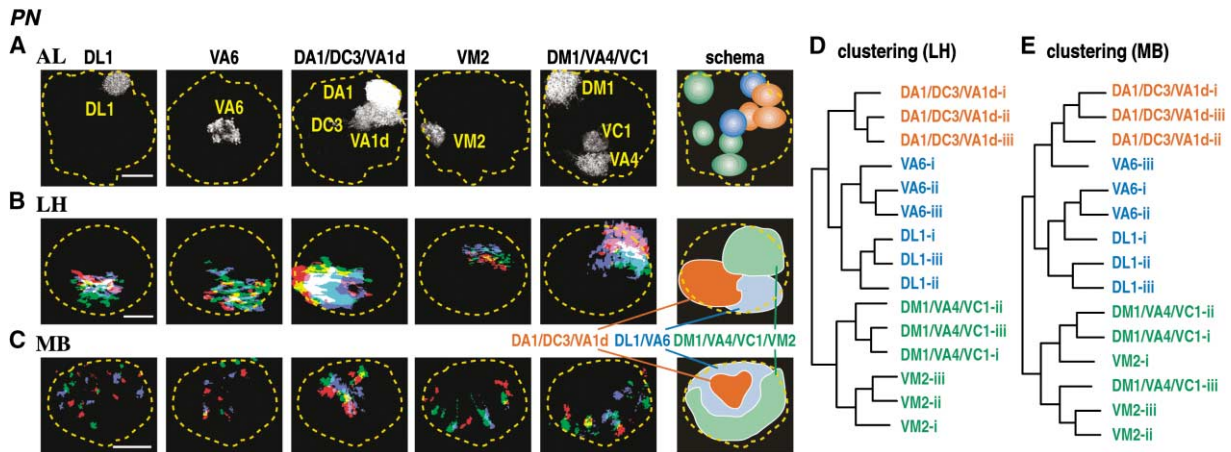 PN
A AL DL1 VA6 DA1/DC3/VA1d VM2 DM1/VA4/VC1 schema
DL1
VA6
DA1
DC3
VA1d
VM2
DM1
VC1
VA4
B LH
DA1/DC3/VA1d DL1/VA6 DM1/VA4/VC1/VM2
C MB
D clustering (LH)
DA1/DC3/VA1d-i
DA1/DC3/VA1d-ii
DA1/DC3/VA1d-iii
VA6-i
VA6-ii
VA6-iii
DL1-i
DL1-iii
DL1-ii
DM1/VA4/VC1-ii
DM1/VA4/VC1-iii
DM1/VA4/VC1-i
VM2-iii
VM2-ii
VM2-i
E clustering (MB)
DA1/DC3/VA1d-i
DA1/DC3/VA1d-iii
DA1/DC3/VA1d-ii
VA6-iii
VA6-i
VA6-ii
DL1-i
DL1-ii
DL1-iii
DM1/VA4/VC1-ii
DM1/VA4/VC1-i
VM2-i
DM1/VA4/VC1-iii
VM2-iii
VM2-ii